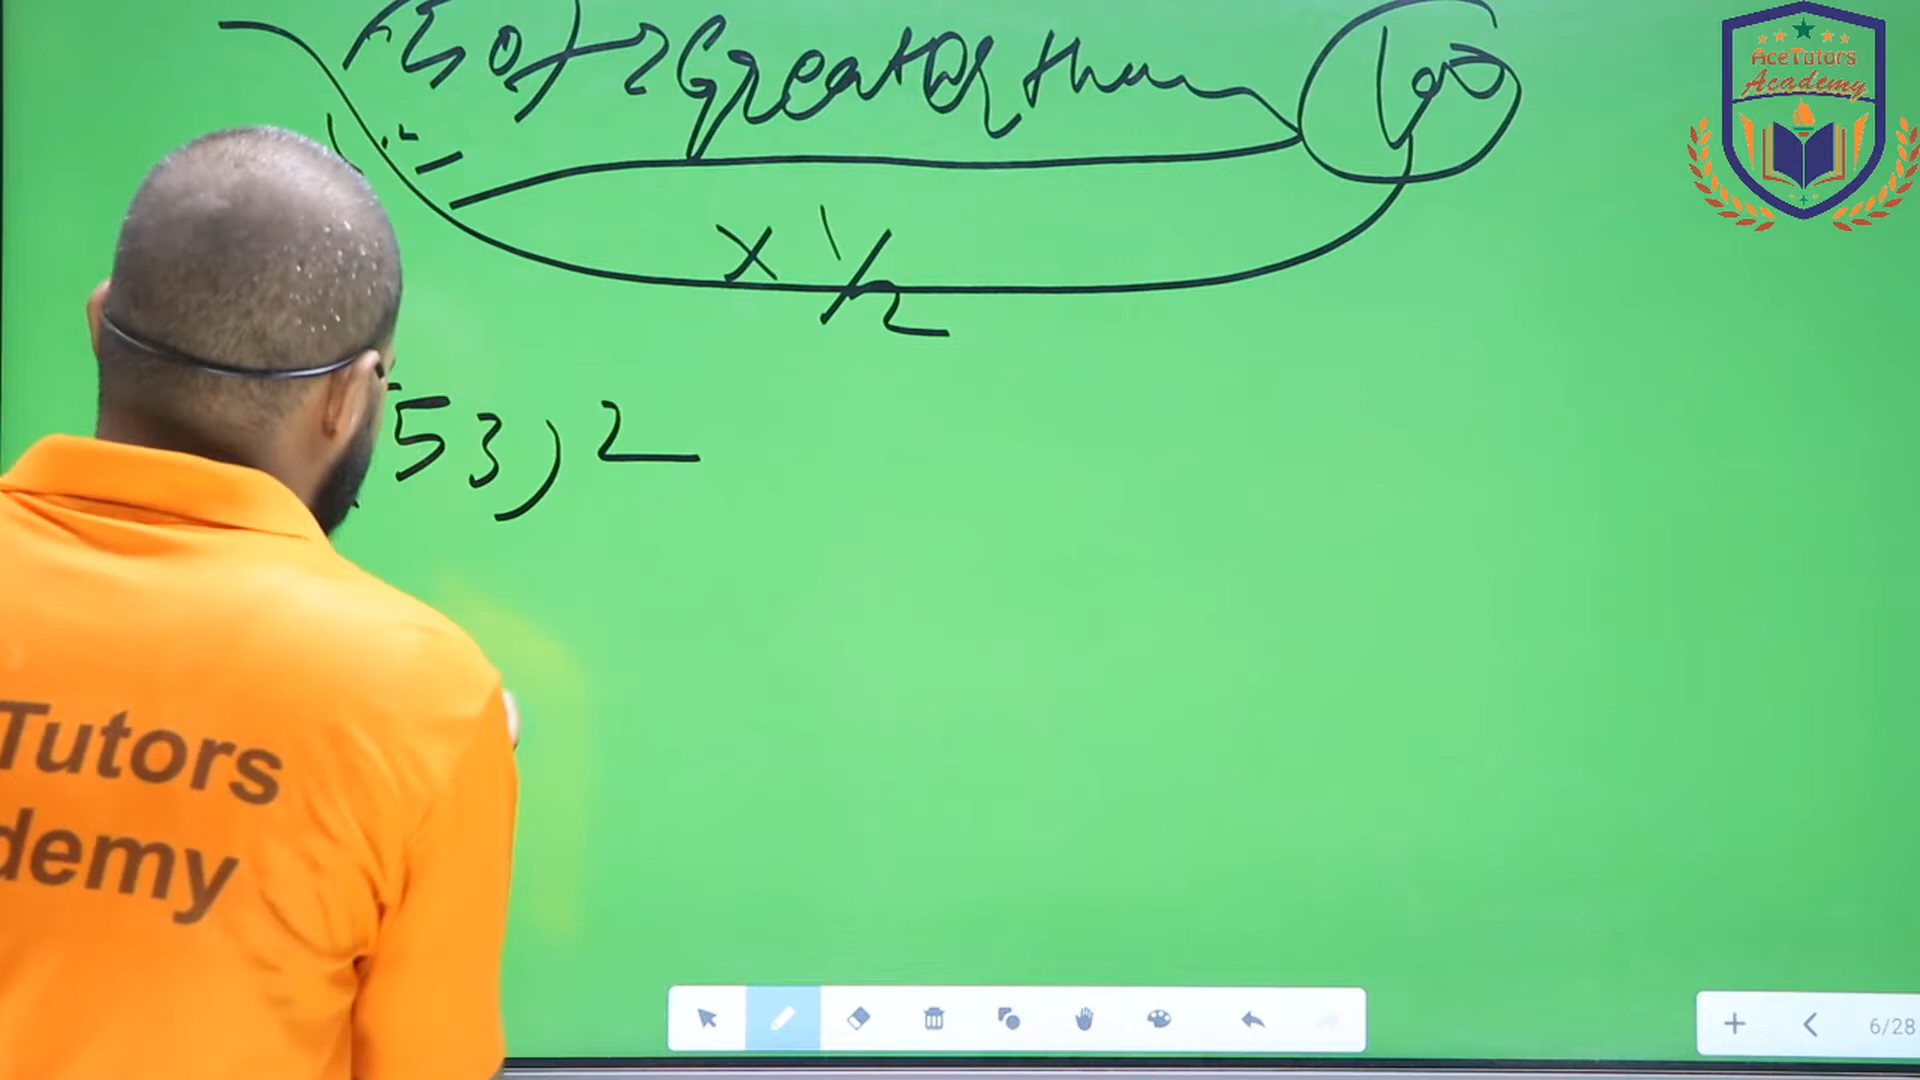 Greater than 100
x 1/2
53)2
AceTutors
Academy
Tutors
demy
6/28